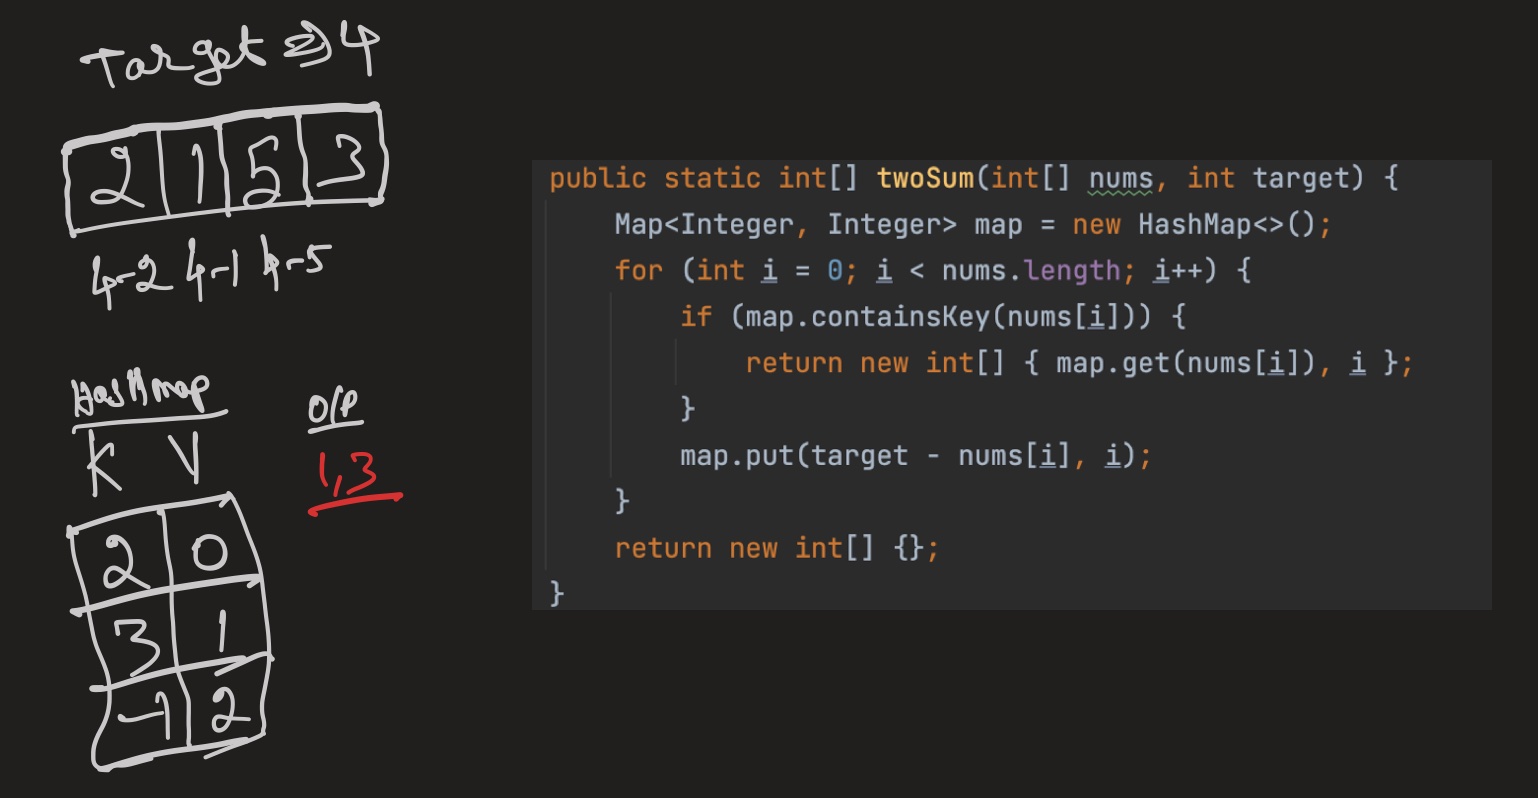 Target => 4
2 1 5 3
4-2 4-1 4-5
HashMap
K V
2 0
3 1
-1 2
O/P
1,3
public static int[] twoSum(int[] nums, int target) {
Map<Integer, Integer> map = new HashMap<>();
for (int i = 0; i < nums.length; i++) {
if (map.containsKey(nums[i])) {
return new int[] { map.get(nums[i]), i };
}
map.put(target - nums[i], i);
}
return new int[] {};
}